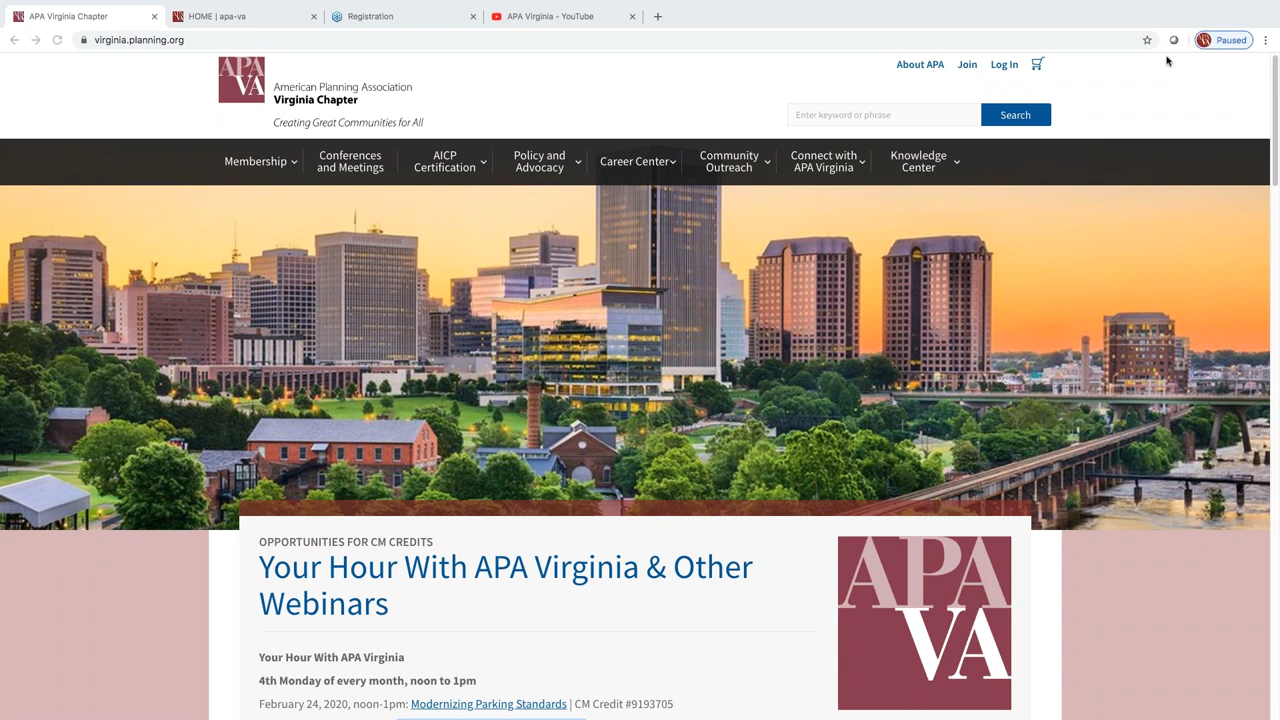 APA Virginia Chapter
HOME | apa-va
Registration
APA Virginia - YouTube
virginia.planning.org
Paused
APA
VA
American Planning Association
Virginia Chapter
Creating Great Communities for All
About APA
Join
Log In
Enter keyword or phrase
Search
Membership
Conferences
and Meetings
AICP
Certification
Policy and
Advocacy
Career Center
Community
Outreach
Connect with
APA Virginia
Knowledge
Center
OPPORTUNITIES FOR CM CREDITS
Your Hour With APA Virginia & Other
Webinars
APA
VA
Your Hour With APA Virginia
4th Monday of every month, noon to 1pm
February 24, 2020, noon-1pm: Modernizing Parking Standards | CM Credit #9193705